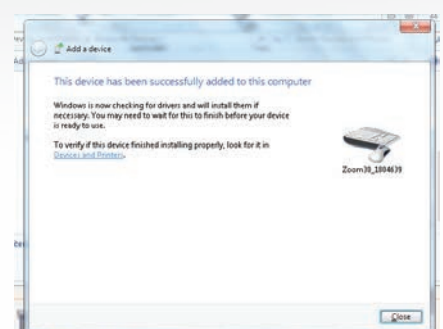 Add a device
This device has been successfully added to this computer
Windows is now checking for drivers and will install them if
necessary. You may need to wait for this to finish before your device
is ready to use.
To verify if this device finished installing properly, look for it in
Devices and Printers.
Zoom30_1804639
Close